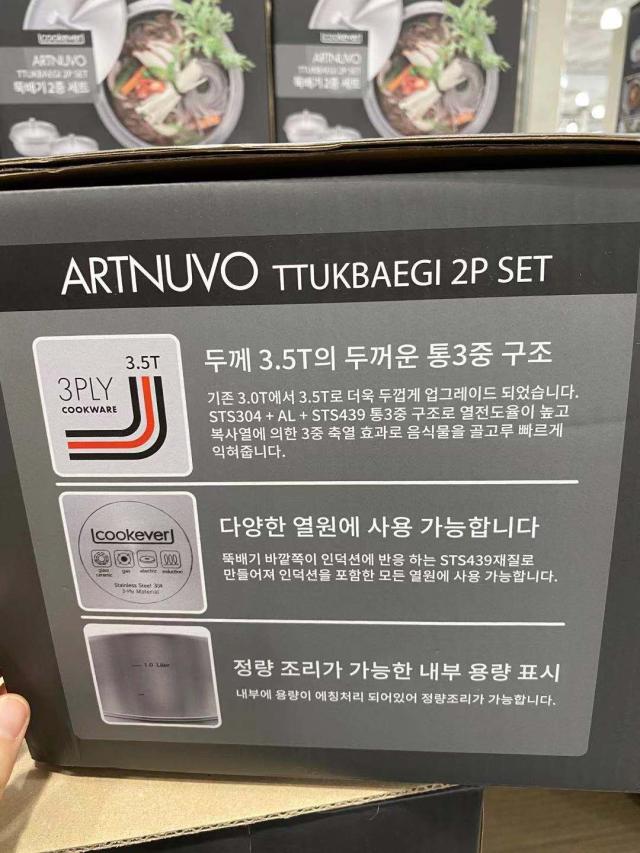 cookever
ARTNUVO
TTUKBAEGI 2P SET
뚝배기 2종 세트
cookever
ARTNUVO
TTUKBAEGI 2P SET
뚝배기 2종 세트
ARTNUVO TTUKBAEGI 2P SET
3.5T
3PLY
COOKWARE
두께 3.5T의 두꺼운 통3중 구조
기존 3.0T에서 3.5T로 더욱 두껍게 업그레이드 되었습니다.
STS304 + AL + STS439 통3중 구조로 열전도율이 높고
복사열에 의한 3중 축열 효과로 음식물을 골고루 빠르게
익혀줍니다.
cookever
glass ceramic gas electric induction
Stainless Steel 304
3-Ply Material
다양한 열원에 사용 가능합니다
뚝배기 바깥쪽이 인덕션에 반응 하는 STS439재질로
만들어져 인덕션을 포함한 모든 열원에 사용 가능합니다.
1.0 Liter
정량 조리가 가능한 내부 용량 표시
내부에 용량이 에칭처리 되어있어 정량조리가 가능합니다.